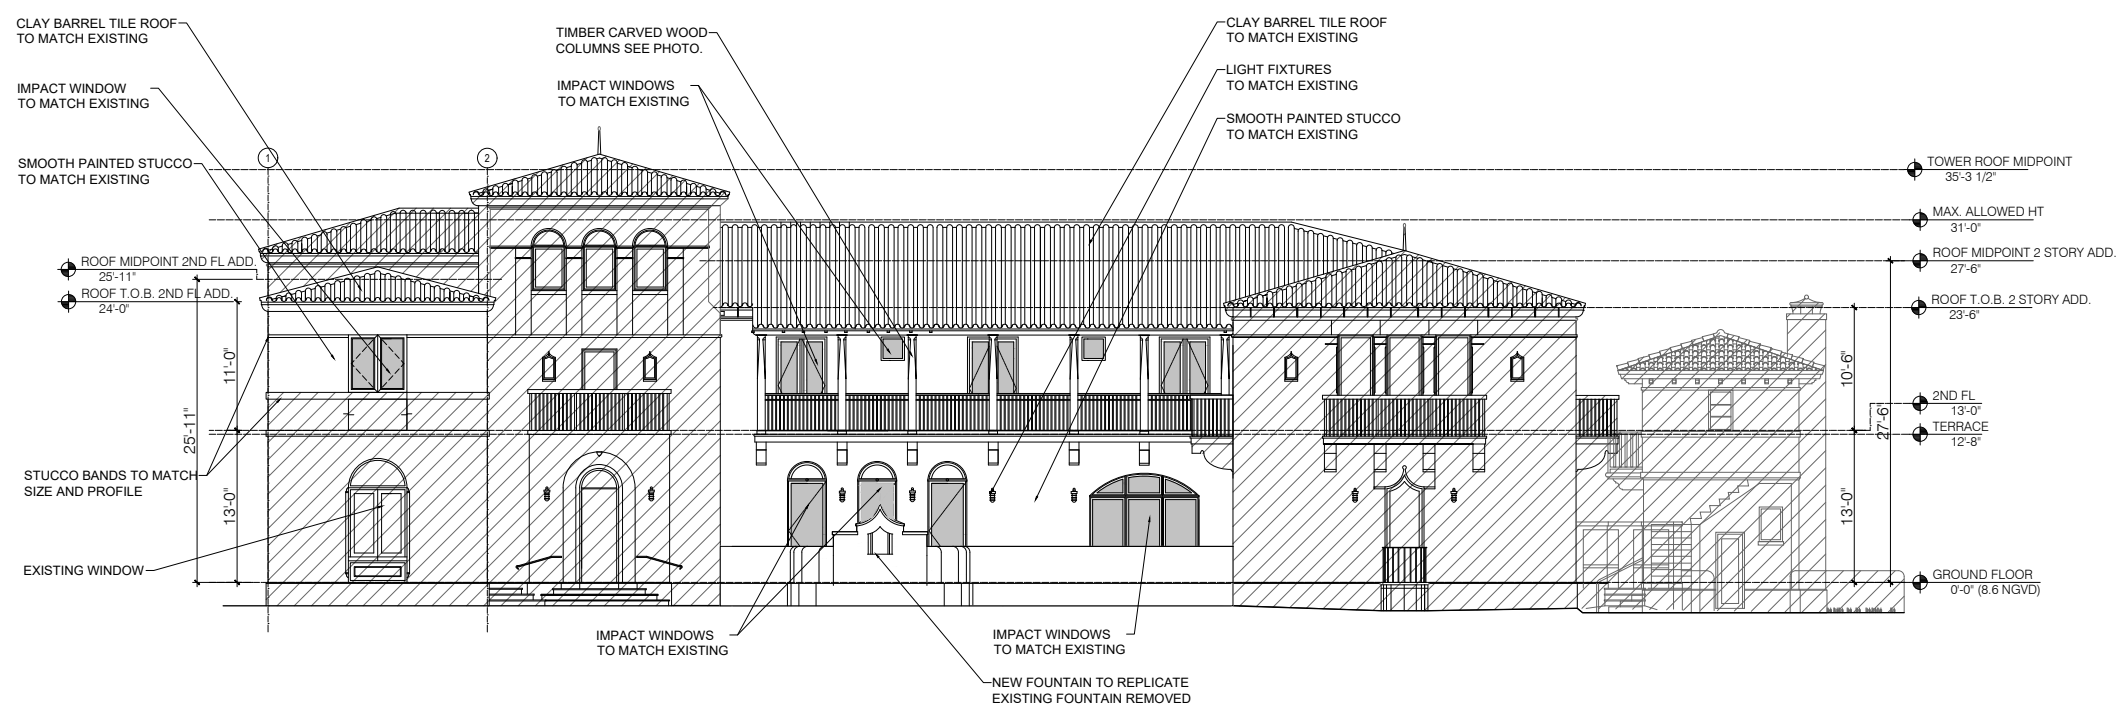 CLAY BARREL TILE ROOF
TO MATCH EXISTING
IMPACT WINDOW
TO MATCH EXISTING
SMOOTH PAINTED STUCCO
TO MATCH EXISTING
1
2
TIMBER CARVED WOOD
COLUMNS SEE PHOTO.
IMPACT WINDOWS
TO MATCH EXISTING
CLAY BARREL TILE ROOF
TO MATCH EXISTING
LIGHT FIXTURES
TO MATCH EXISTING
SMOOTH PAINTED STUCCO
TO MATCH EXISTING
TOWER ROOF MIDPOINT
35'-3 1/2"
MAX. ALLOWED HT
31'-0"
ROOF MIDPOINT 2 STORY ADD.
27'-6"
ROOF T.O.B. 2 STORY ADD.
23'-6"
2ND FL
13'-0"
TERRACE
12'-8"
GROUND FLOOR
0'-0" (8.6 NGVD)
ROOF MIDPOINT 2ND FL ADD.
25'-11"
ROOF T.O.B. 2ND FL ADD.
24'-0"
11'-0"
25'-11"
13'-0"
10'-6"
27'-6"
13'-0"
STUCCO BANDS TO MATCH
SIZE AND PROFILE
EXISTING WINDOW
IMPACT WINDOWS
TO MATCH EXISTING
IMPACT WINDOWS
TO MATCH EXISTING
NEW FOUNTAIN TO REPLICATE
EXISTING FOUNTAIN REMOVED